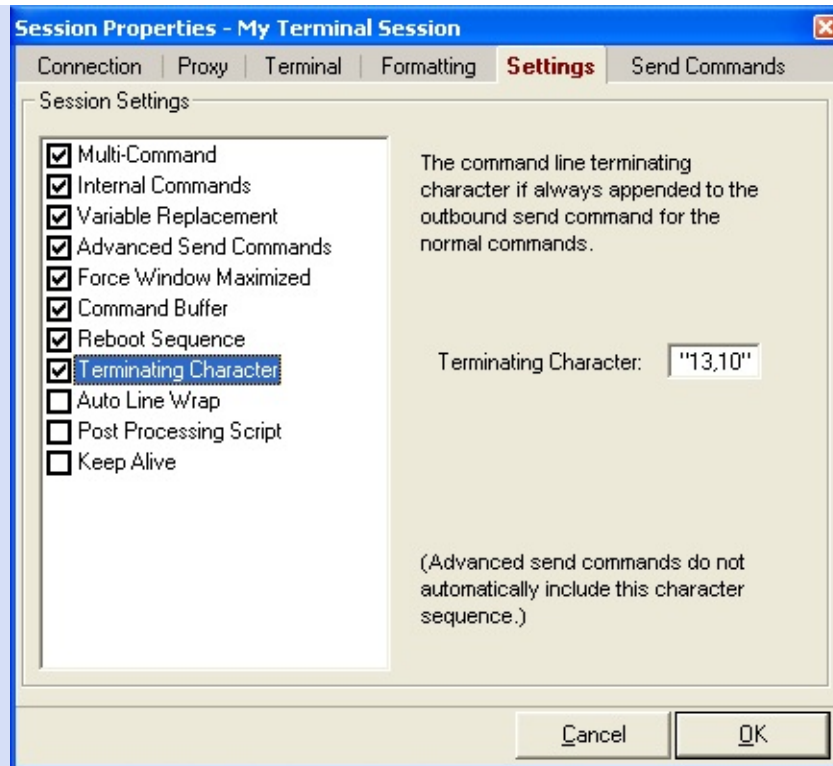 Session Properties - My Terminal Session
Connection | Proxy | Terminal | Formatting Settings Send Commands
Session Settings
Multi-Command
Internal Commands
Variable Replacement
Advanced Send Commands
Force Window Maximized
Command Buffer
Reboot Sequence
Terminating Character
Auto Line Wrap
Post Processing Script
Keep Alive
The command line terminating
character if always appended to the
outbound send command for the
normal commands.
Terminating Character: "13,10"
(Advanced send commands do not
automatically include this character
sequence.)
Cancel OK